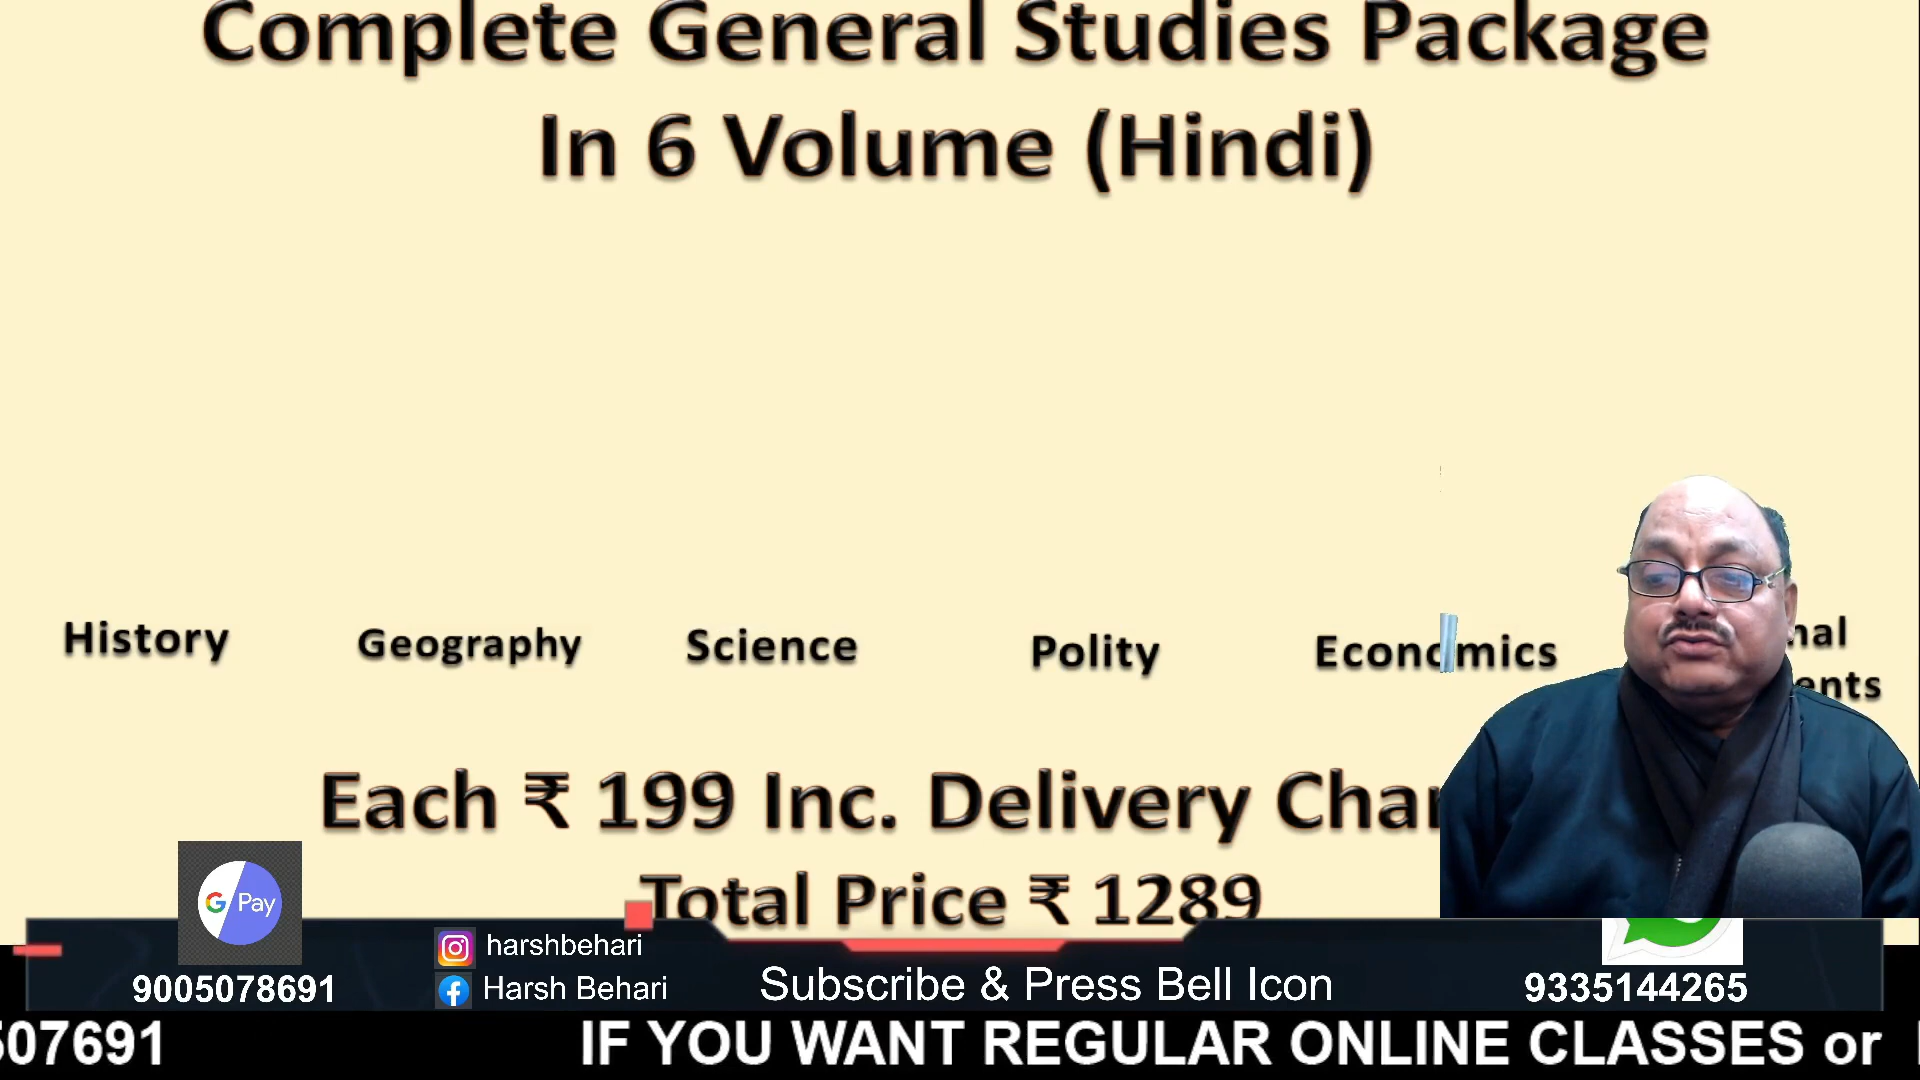 Complete General Studies Package
In 6 Volume (Hindi)
History Geography Science Polity Economics
Each ₹ 199 Inc. Delivery
Total Price ₹ 1289
G Pay
9005078691
harshbehari
Harsh Behari
Subscribe & Press Bell Icon
9335144265
507691 IF YOU WANT REGULAR ONLINE CLASSES or